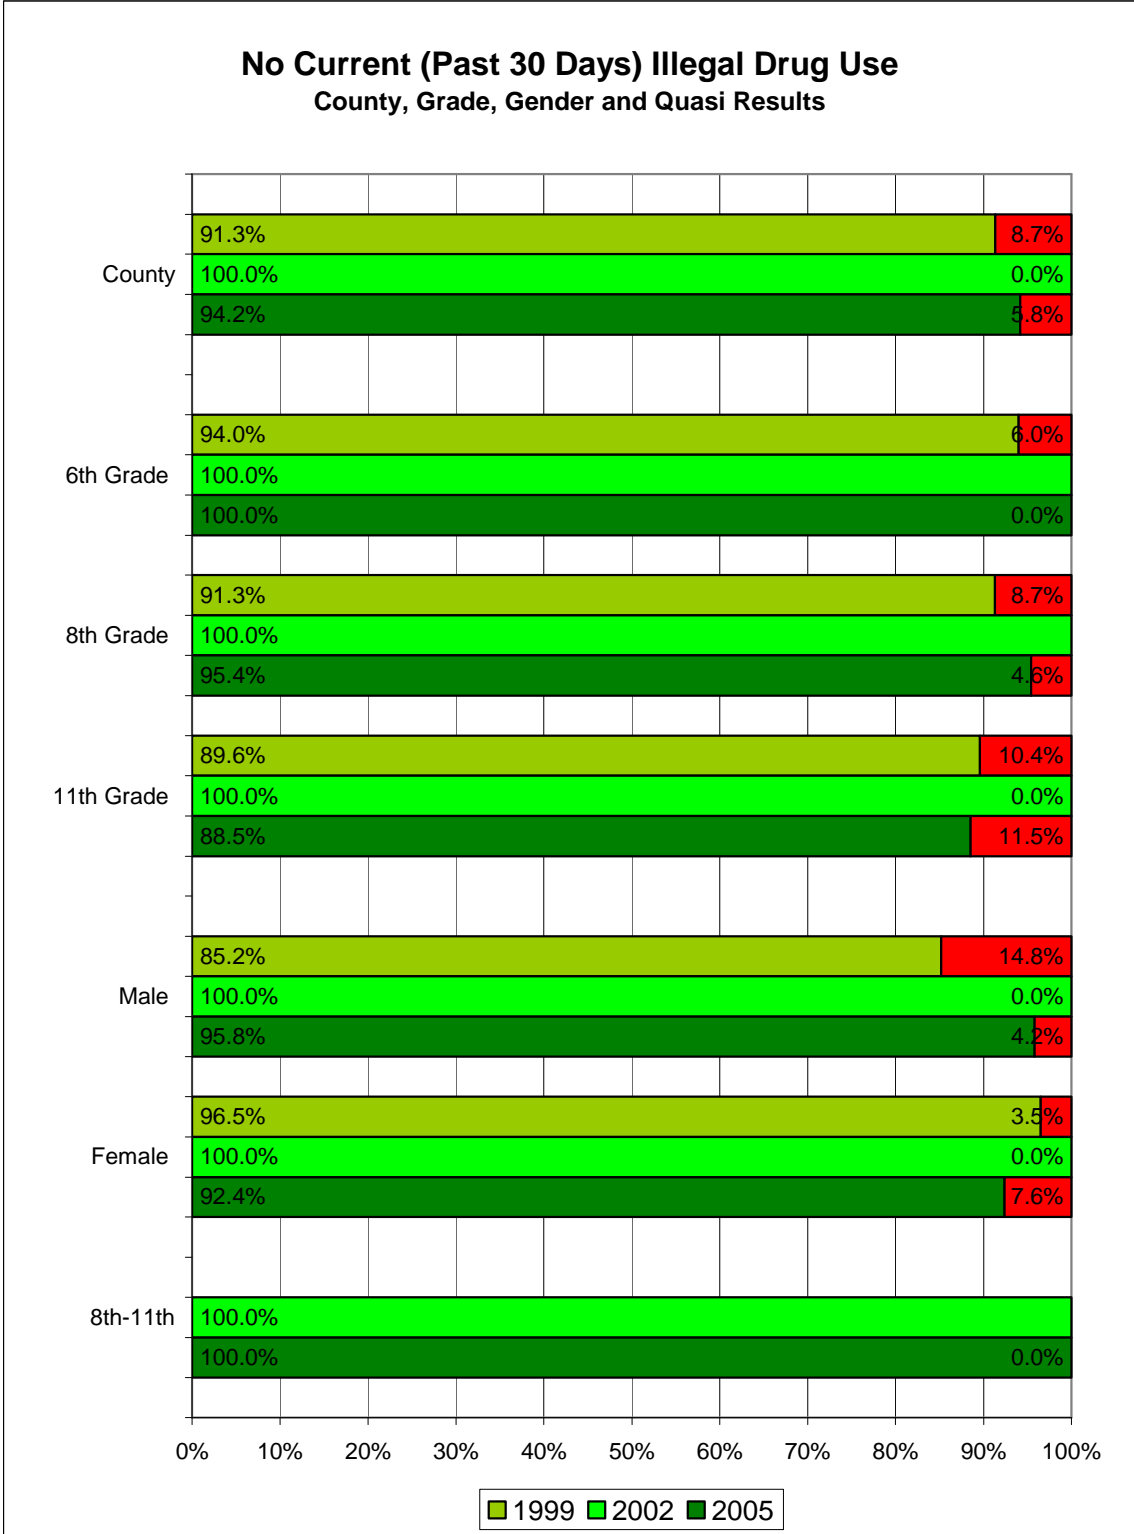 No Current (Past 30 Days) Illegal Drug Use
County, Grade, Gender and Quasi Results
91.3% 8.7%
County 100.0% 0.0%
94.2% 5.8%
94.0% 6.0%
6th Grade 100.0%
100.0% 0.0%
91.3% 8.7%
8th Grade 100.0%
95.4% 4.6%
89.6% 10.4%
11th Grade 100.0% 0.0%
88.5% 11.5%
85.2% 14.8%
Male 100.0% 0.0%
95.8% 4.2%
96.5% 3.5%
Female 100.0% 0.0%
92.4% 7.6%
8th-11th 100.0%
100.0% 0.0%
0% 10% 20% 30% 40% 50% 60% 70% 80% 90% 100%
1999 2002 2005